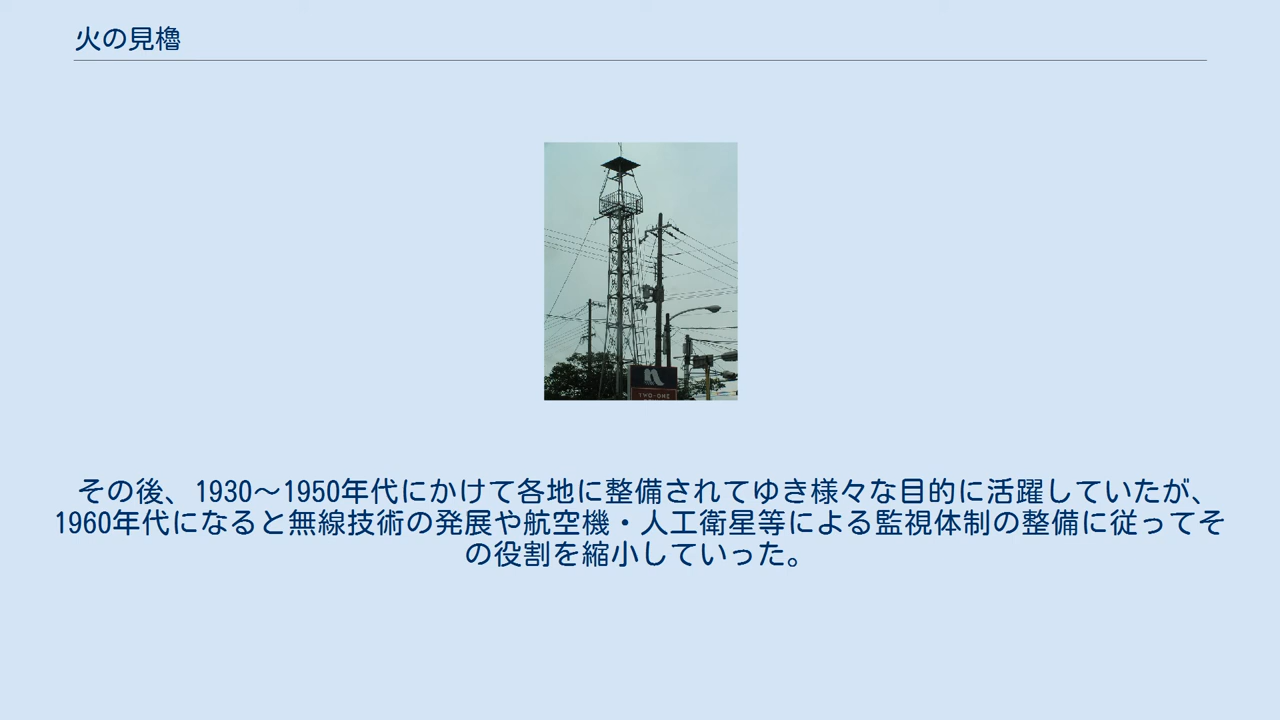 火の見櫓
TWO-ONE
その後、1930～1950年代にかけて各地に整備されてゆき様々な目的に活躍していたが、
1960年代になると無線技術の発展や航空機・人工衛星等による監視体制の整備に従ってそ
の役割を縮小していった。